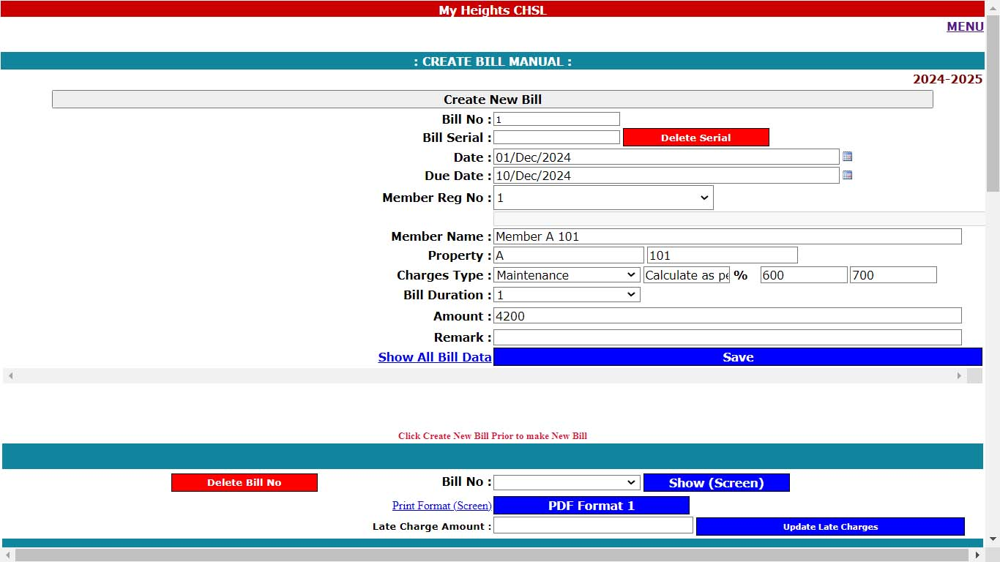 My Heights CHSL
MENU
: CREATE BILL MANUAL :
2024-2025
Create New Bill
Bill No : 1
Bill Serial : Delete Serial
Date : 01/Dec/2024
Due Date : 10/Dec/2024
Member Reg No : 1
Member Name : Member A 101
Property : A 101
Charges Type : Maintenance Calculate as pe % 600 700
Bill Duration : 1
Amount : 4200
Remark :
Show All Bill Data Save
Click Create New Bill Prior to make New Bill
Delete Bill No Bill No : Show (Screen)
Print Format (Screen) PDF Format 1
Late Charge Amount : Update Late Charges